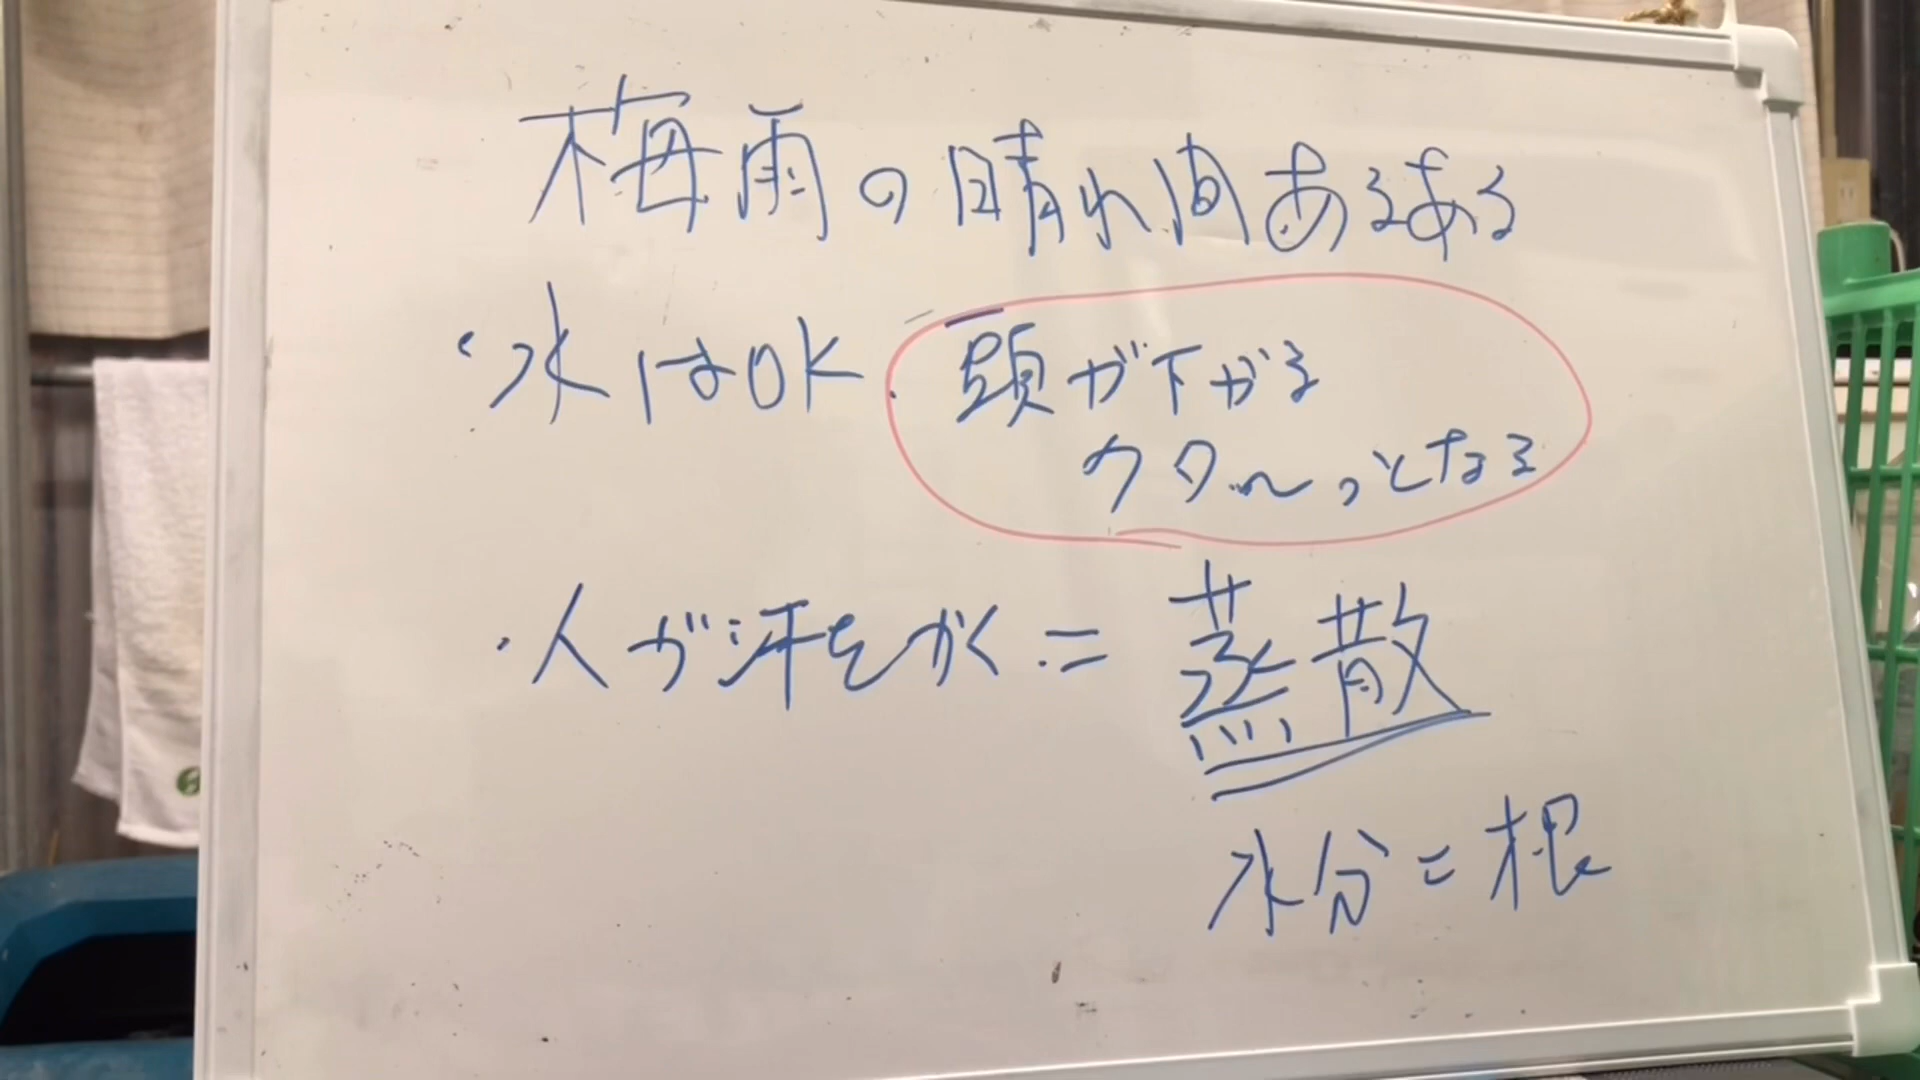 梅雨の晴れ間あるある
・水はOK. 頭が下がる
クタ〜っとなる
・人が汗をかく = 蒸散
水分 = 根